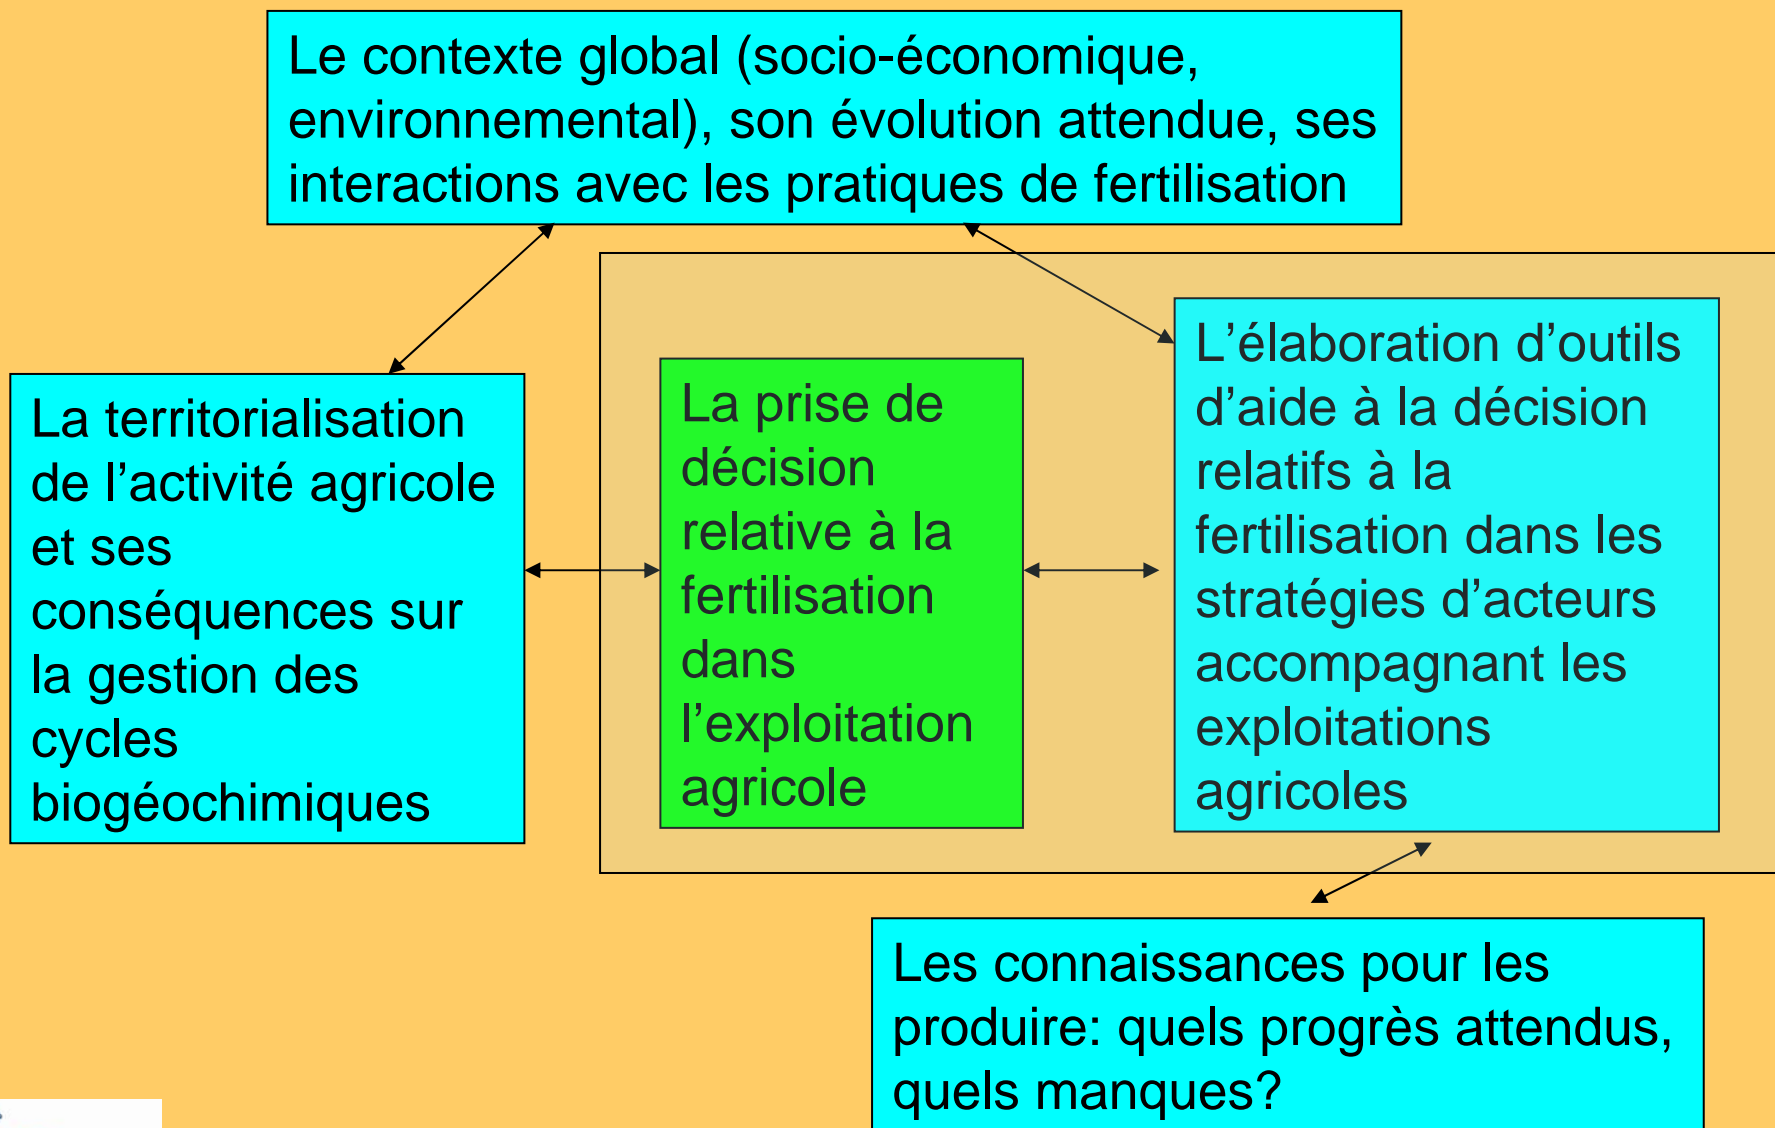 Le contexte global (socio-économique,
environnemental), son évolution attendue, ses
interactions avec les pratiques de fertilisation
La territorialisation
de l’activité agricole
et ses
conséquences sur
la gestion des
cycles
biogéochimiques
La prise de
décision
relative à la
fertilisation
dans
l’exploitation
agricole
L’élaboration d’outils
d’aide à la décision
relatifs à la
fertilisation dans les
stratégies d’acteurs
accompagnant les
exploitations
agricoles
Les connaissances pour les
produire: quels progrès attendus,
quels manques?